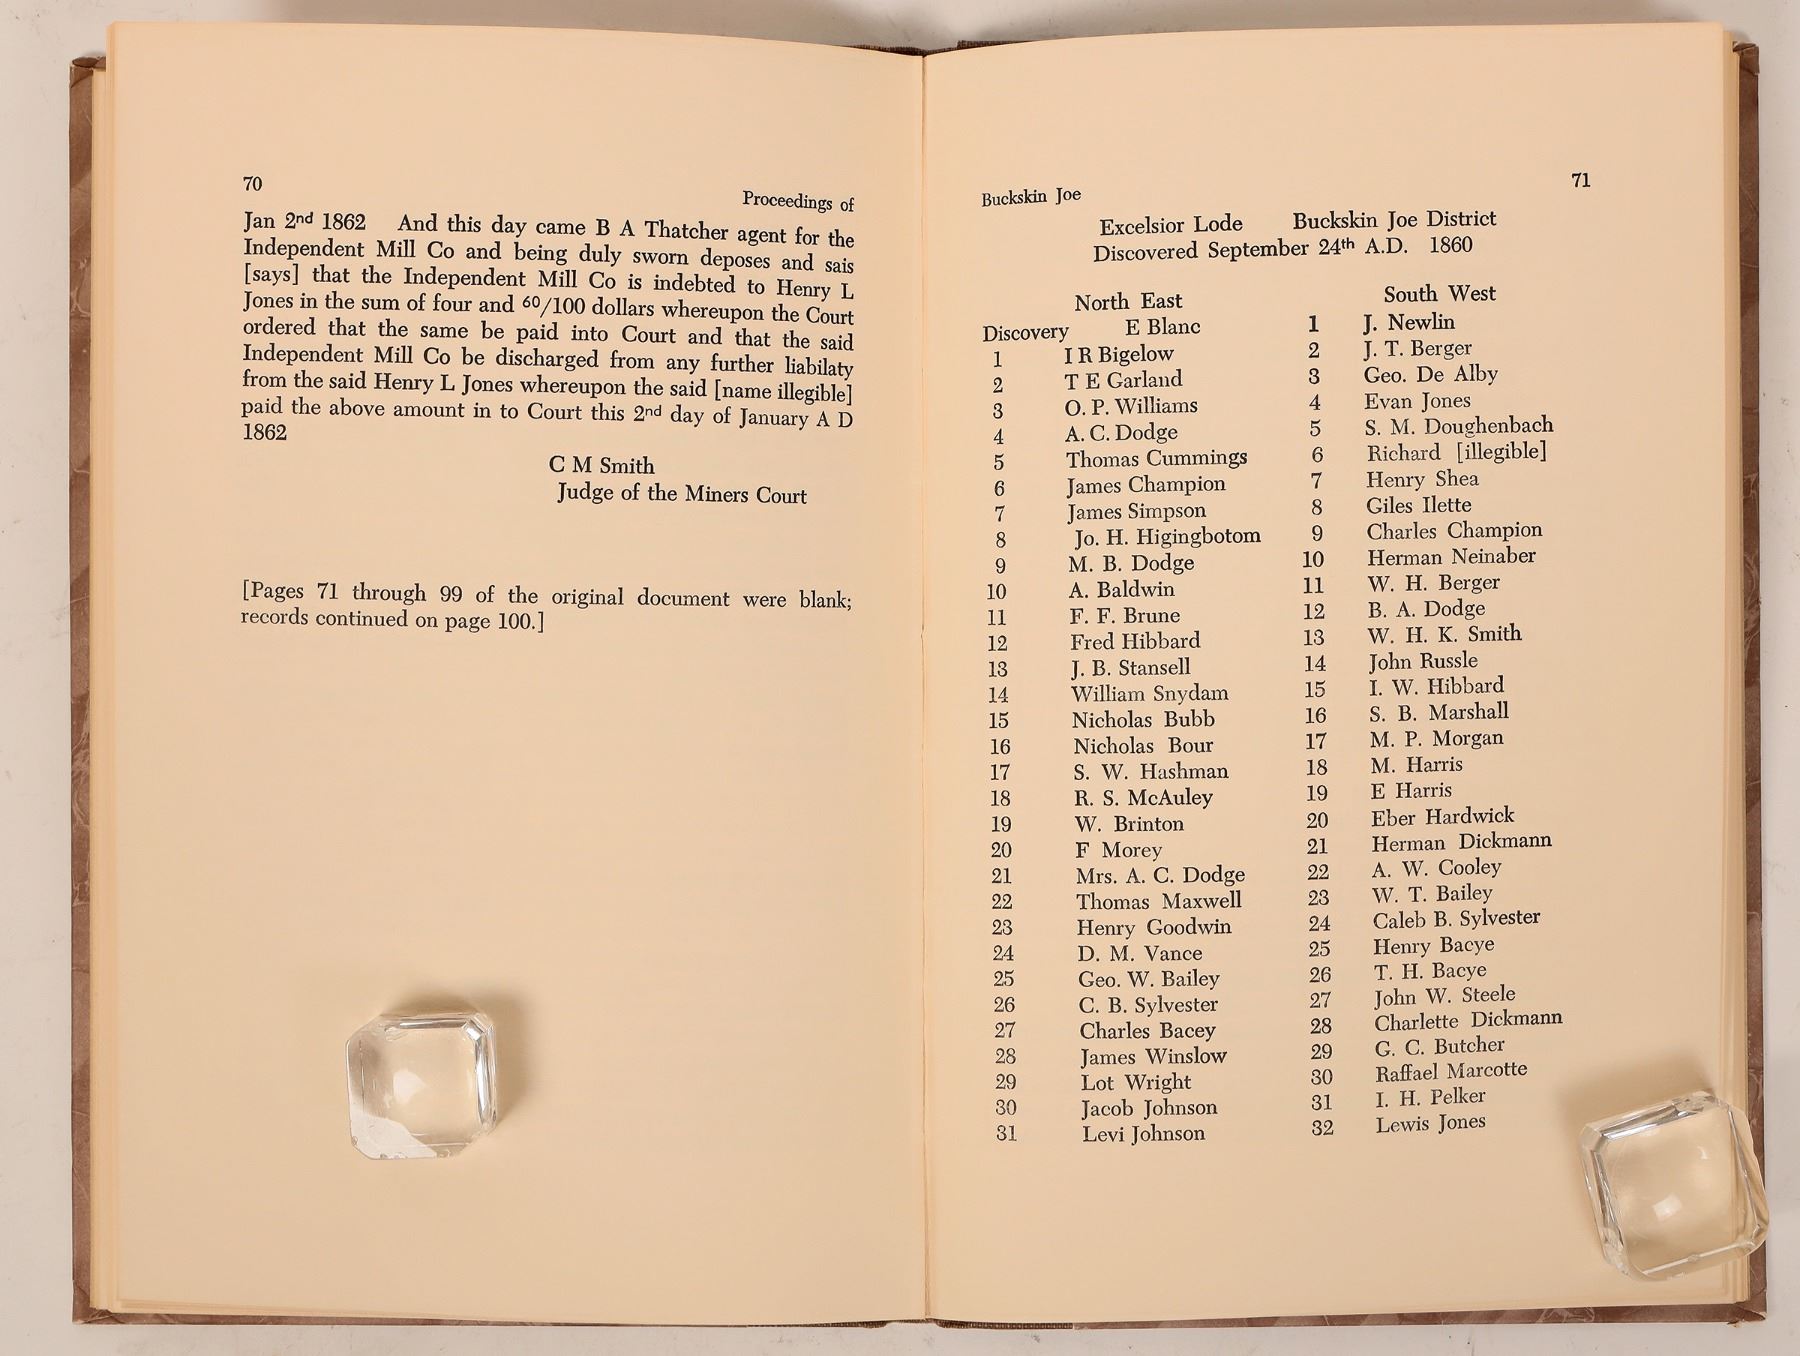 70
Proceedings of
Jan 2nd 1862 And this day came B A Thatcher agent for the
Independent Mill Co and being duly sworn deposes and sais
[says] that the Independent Mill Co is indebted to Henry L
Jones in the sum of four and 60/100 dollars whereupon the Court
ordered that the same be paid into Court and that the said
Independent Mill Co be discharged from any further liabilaty
from the said Henry L Jones whereupon the said [name illegible]
paid the above amount in to Court this 2nd day of January A D
1862
C M Smith
Judge of the Miners Court
[Pages 71 through 99 of the original document were blank;
records continued on page 100.]
Buckskin Joe
71
Excelsior Lode Buckskin Joe District
Discovered September 24th A.D. 1860
North East South West
Discovery E Blanc 1 J. Newlin
1 I R Bigelow 2 J. T. Berger
2 T E Garland 3 Geo. De Alby
3 O. P. Williams 4 Evan Jones
4 A. C. Dodge 5 S. M. Doughenbach
5 Thomas Cummings 6 Richard [illegible]
6 James Champion 7 Henry Shea
7 James Simpson 8 Giles Ilette
8 Jo. H. Higingbotom 9 Charles Champion
9 M. B. Dodge 10 Herman Neinaber
10 A. Baldwin 11 W. H. Berger
11 F. F. Brune 12 B. A. Dodge
12 Fred Hibbard 13 W. H. K. Smith
13 J. B. Stansell 14 John Russle
14 William Snydam 15 I. W. Hibbard
15 Nicholas Bubb 16 S. B. Marshall
16 Nicholas Bour 17 M. P. Morgan
17 S. W. Hashman 18 M. Harris
18 R. S. McAuley 19 E Harris
19 W. Brinton 20 Eber Hardwick
20 F Morey 21 Herman Dickmann
21 Mrs. A. C. Dodge 22 A. W. Cooley
22 Thomas Maxwell 23 W. T. Bailey
23 Henry Goodwin 24 Caleb B. Sylvester
24 D. M. Vance 25 Henry Bacye
25 Geo. W. Bailey 26 T. H. Bacye
26 C. B. Sylvester 27 John W. Steele
27 Charles Bacey 28 Charlette Dickmann
28 James Winslow 29 G. C. Butcher
29 Lot Wright 30 Raffael Marcotte
30 Jacob Johnson 31 I. H. Pelker
31 Levi Johnson 32 Lewis Jones